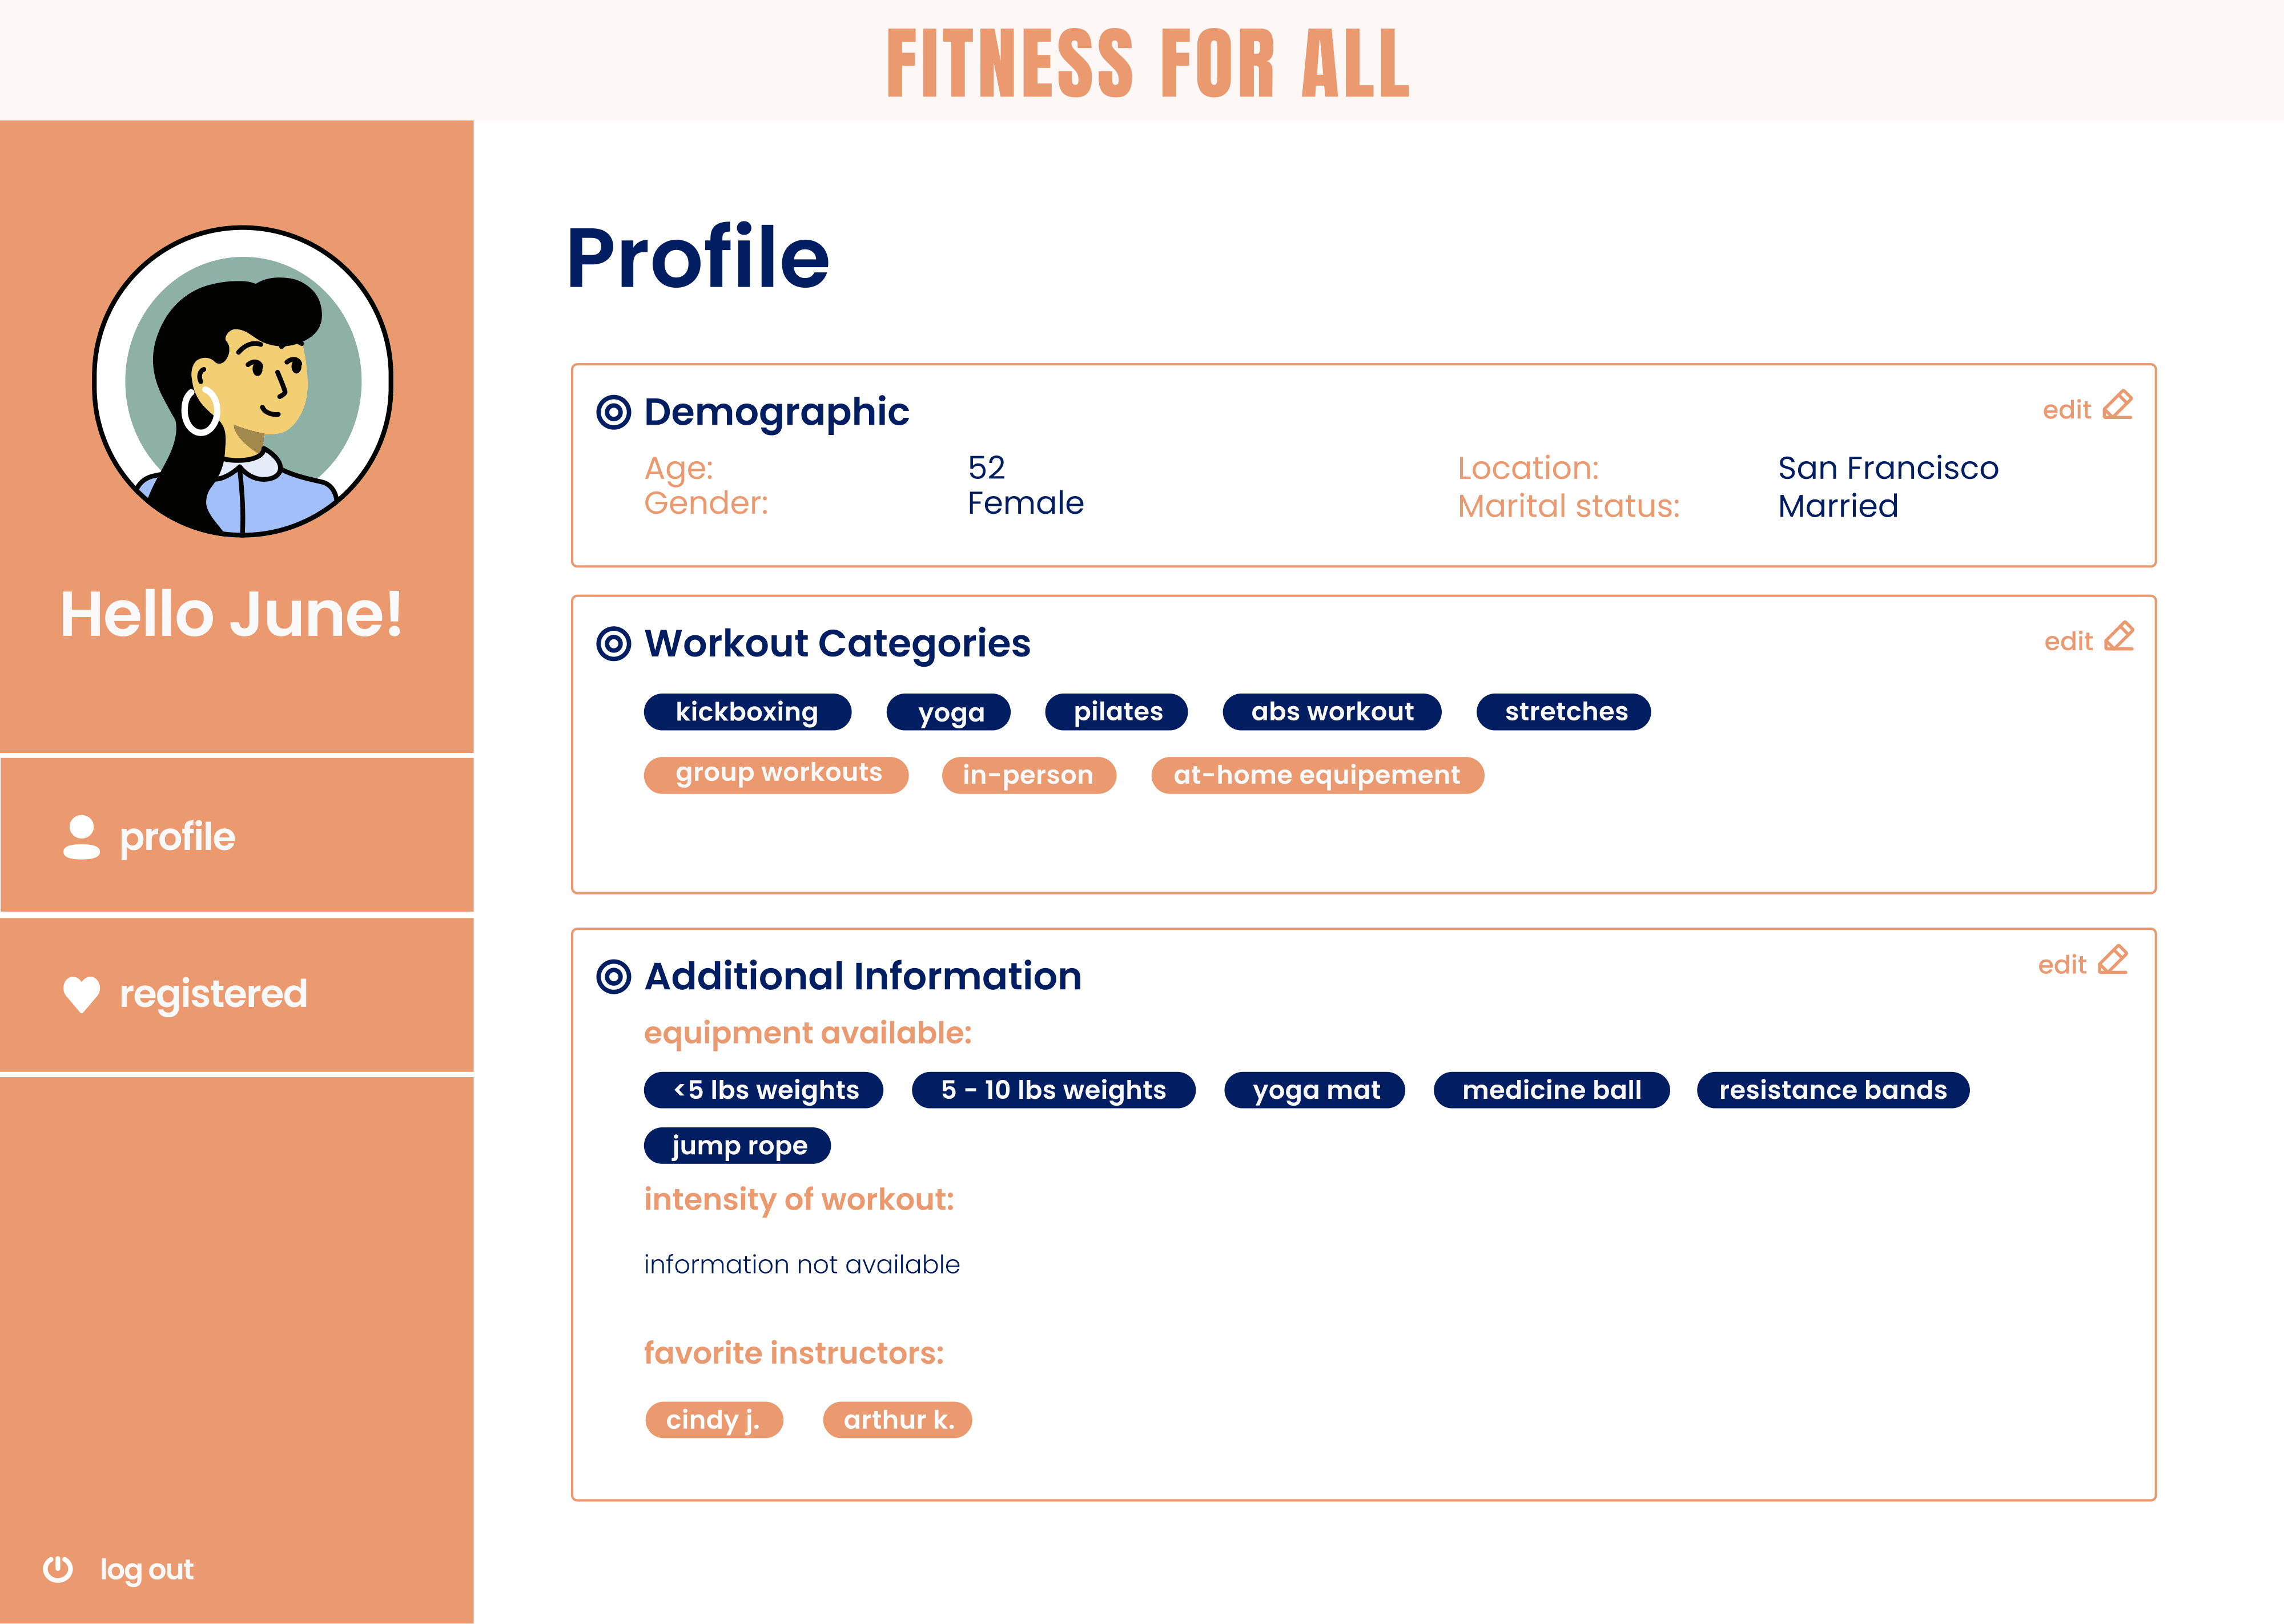 FITNESS FOR ALL
Hello June!
profile
registered
log out
Profile
Demographic
edit
Age: 52 Location: San Francisco
Gender: Female Marital status: Married
Workout Categories
edit
kickboxing yoga pilates abs workout stretches
group workouts in-person at-home equipement
Additional Information
edit
equipment available:
<5 lbs weights 5 - 10 lbs weights yoga mat medicine ball resistance bands
jump rope
intensity of workout:
information not available
favorite instructors:
cindy j. arthur k.